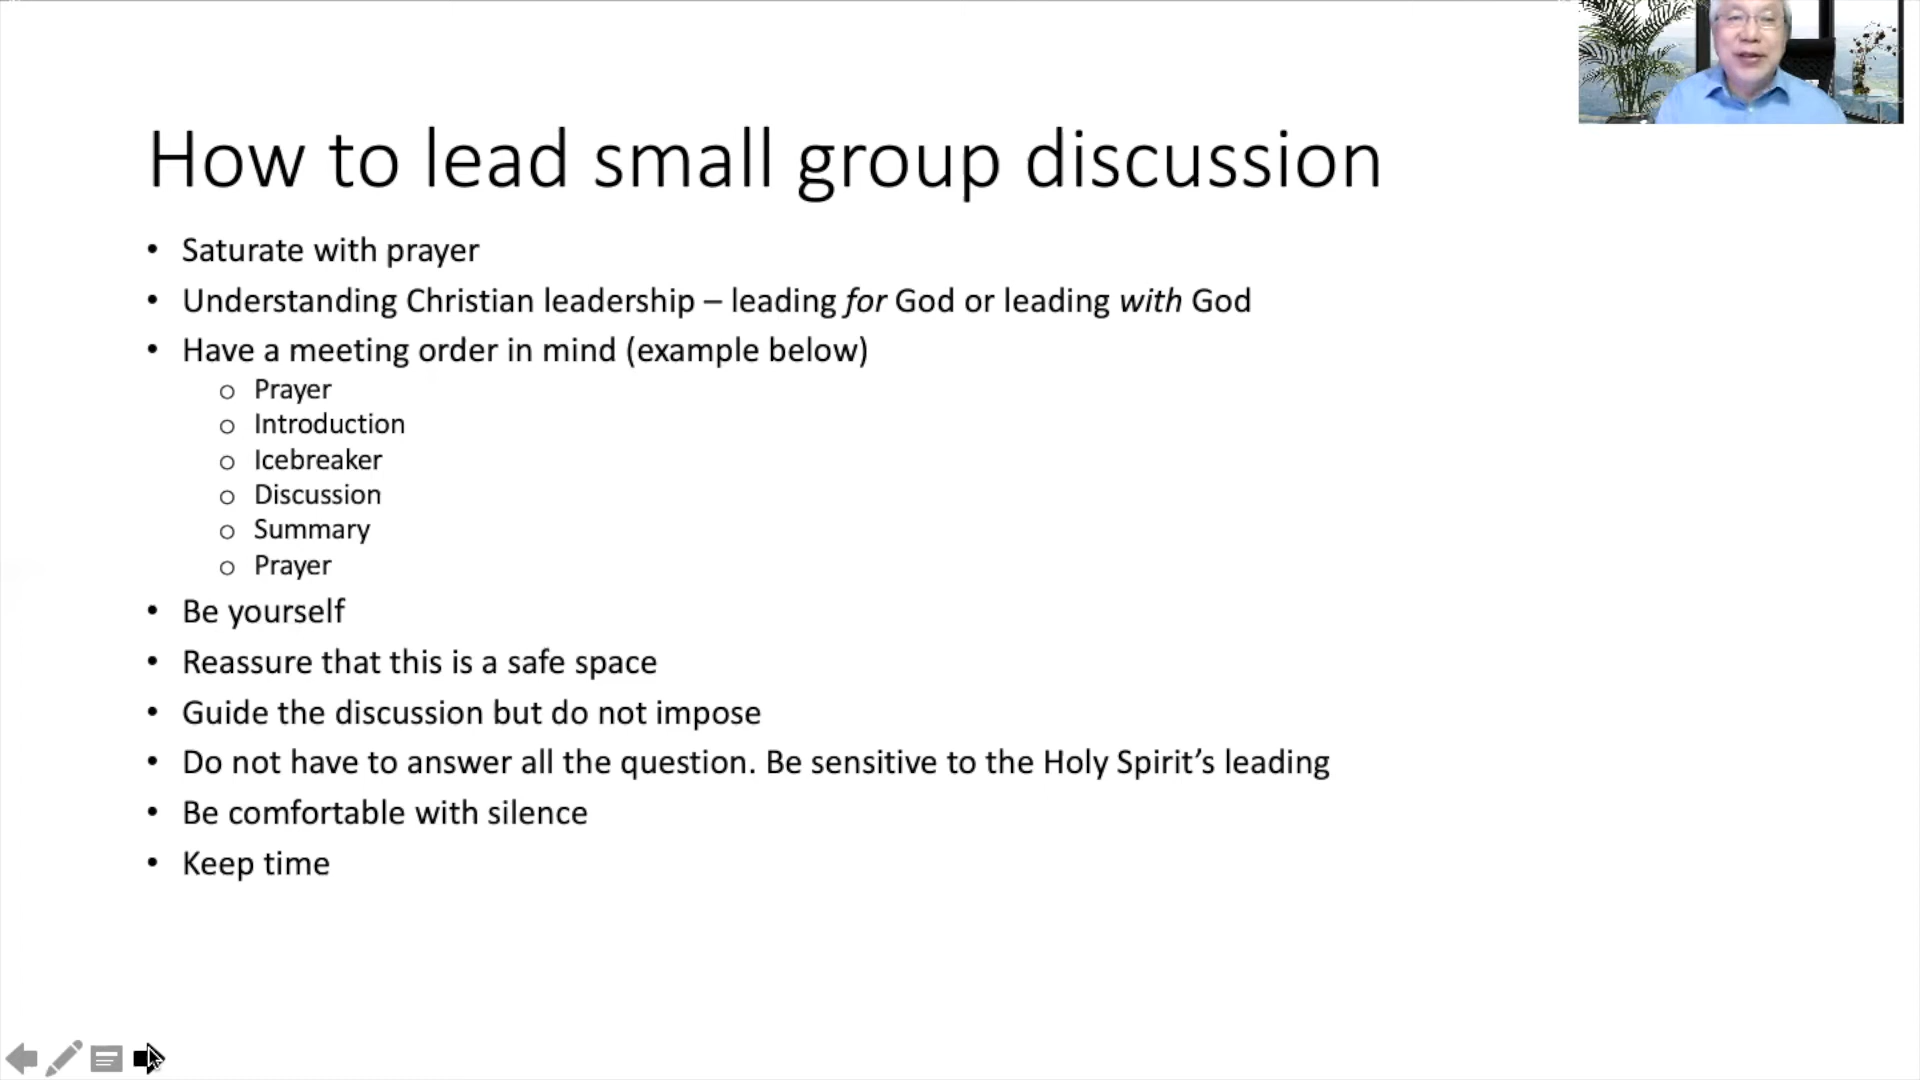 How to lead small group discussion
• Saturate with prayer
• Understanding Christian leadership – leading for God or leading with God
• Have a meeting order in mind (example below)
o Prayer
o Introduction
o Icebreaker
o Discussion
o Summary
o Prayer
• Be yourself
• Reassure that this is a safe space
• Guide the discussion but do not impose
• Do not have to answer all the question. Be sensitive to the Holy Spirit’s leading
• Be comfortable with silence
• Keep time